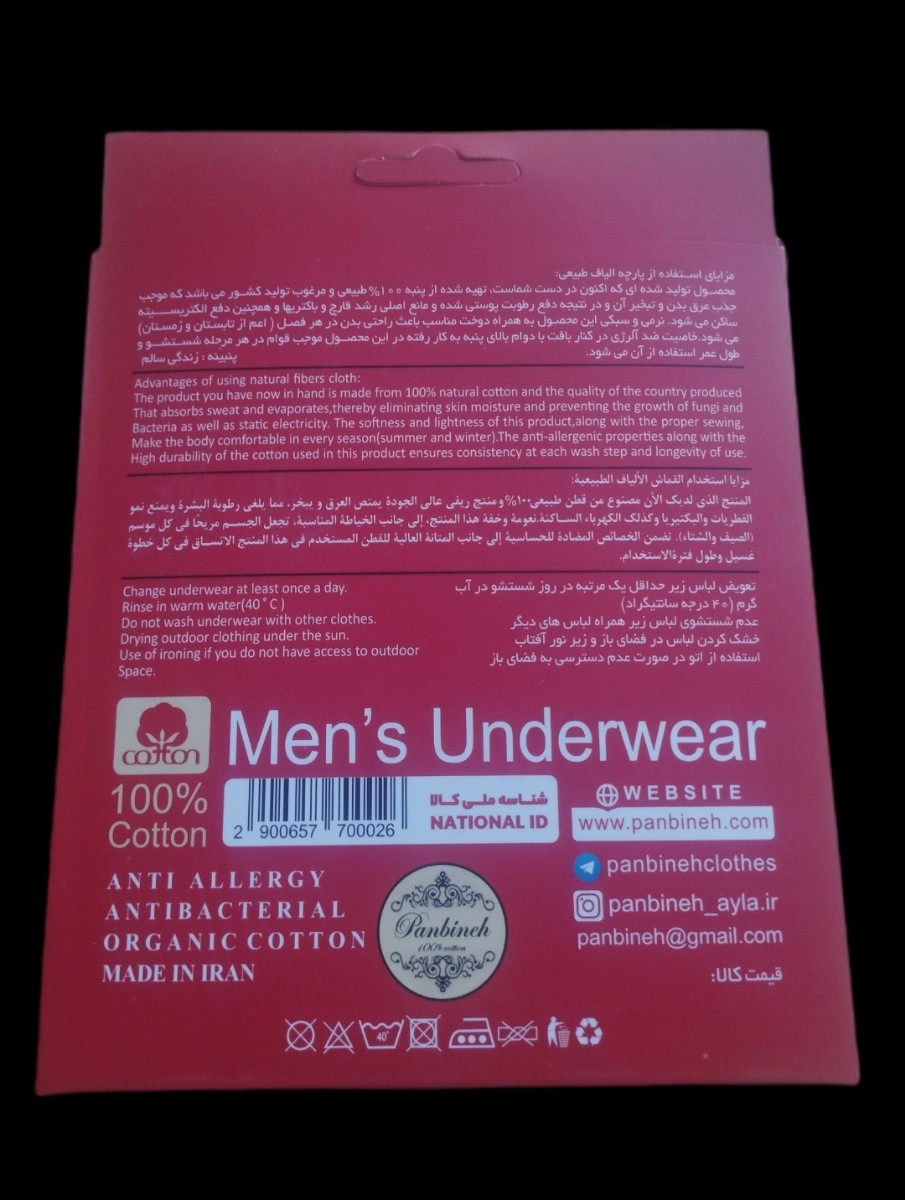 مزایای استفاده از پارچه الیاف طبیعی:
محصول تولید شده ای که اکنون در دست شماست، تهیه شده از پنبه ۱۰۰% طبیعی و مرغوب تولید کشور می باشد که موجب
جذب عرق بدن و تبخیر آن و در نتیجه دفع رطوبت پوستی شده و مانع اصلی رشد قارچ و باکتریها و همچنین دفع الکتریسیته
ساکن می شود. نرمی و سبکی این محصول به همراه دوخت مناسب باعث راحتی بدن در هر فصل ( اعم از تابستان و زمستان)
می شود.خاصیت ضد آلرژی در کنار بافت با دوام بالای پنبه به کار رفته در این محصول موجب قوام در هر مرحله شستشو و
طول عمر استفاده از آن می شود. پنبینه : زندگی سالم
Advantages of using natural fibers cloth:
The product you have now in hand is made from 100% natural cotton and the quality of the country produced
That absorbs sweat and evaporates,thereby eliminating skin moisture and preventing the growth of fungi and
Bacteria as well as static electricity. The softness and lightness of this product,along with the proper sewing,
Make the body comfortable in every season(summer and winter).The anti-allergenic properties along with the
High durability of the cotton used in this product ensures consistency at each wash step and longevity of use.
مزايا استخدام القماش الألياف الطبيعية:
المنتج الذي لديك الأن مصنوع من قطن طبيعي۱۰۰% ومنتج ريفى عالى الجودة يمتص العرق و يبخر، مما يلغى رطوبة البشرة ويمنع نمو
الفطريات والبكتيريا وكذلك الكهرباء الساكنة.نعومة وخفة هذا المنتج، إلى جانب الخياطة المناسبة، تجعل الجسم مريحًا فى كل موسم
(الصيف والشتاء). تضمن الخصائص المضادة للحساسية إلى جانب المتانة العالية للقطن المستخدم فى هذا المنتج الاتساق فى كل خطوة
غسيل وطول فترةالاستخدام.
Change underwear at least once a day.
Rinse in warm water(40°C)
Do not wash underwear with other clothes.
Drying outdoor clothing under the sun.
Use of ironing if you do not have access to outdoor
Space.
تعویض لباس زیر حداقل یک مرتبه در روز شستشو در آب
گرم (۴۰ درجه سانتیگراد)
عدم شستشوی لباس زیر همراه لباس های دیگر
خشک کردن لباس در فضای باز و زیر نور آفتاب
استفاده از اتو در صورت عدم دسترسی به فضای باز
cotton
Men's Underwear
100%
Cotton
2 900657 700026
شناسه ملی کالا
NATIONAL ID
WEBSITE
www.panbineh.com
panbinehclothes
panbineh_ayla.ir
panbineh@gmail.com
قیمت کالا:
ANTI ALLERGY
ANTIBACTERIAL
ORGANIC COTTON
MADE IN IRAN
Panbineh
100% cotton
40°